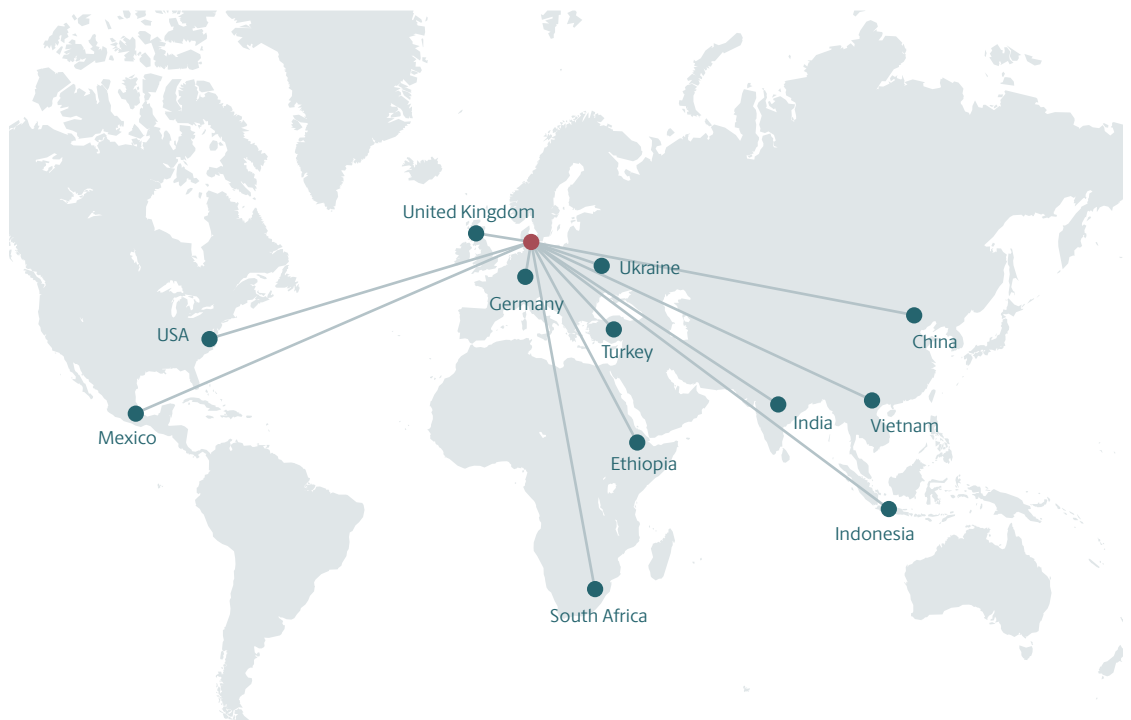 United Kingdom
Ukraine
Germany
USA
China
Turkey
India
Vietnam
Mexico
Ethiopia
Indonesia
South Africa